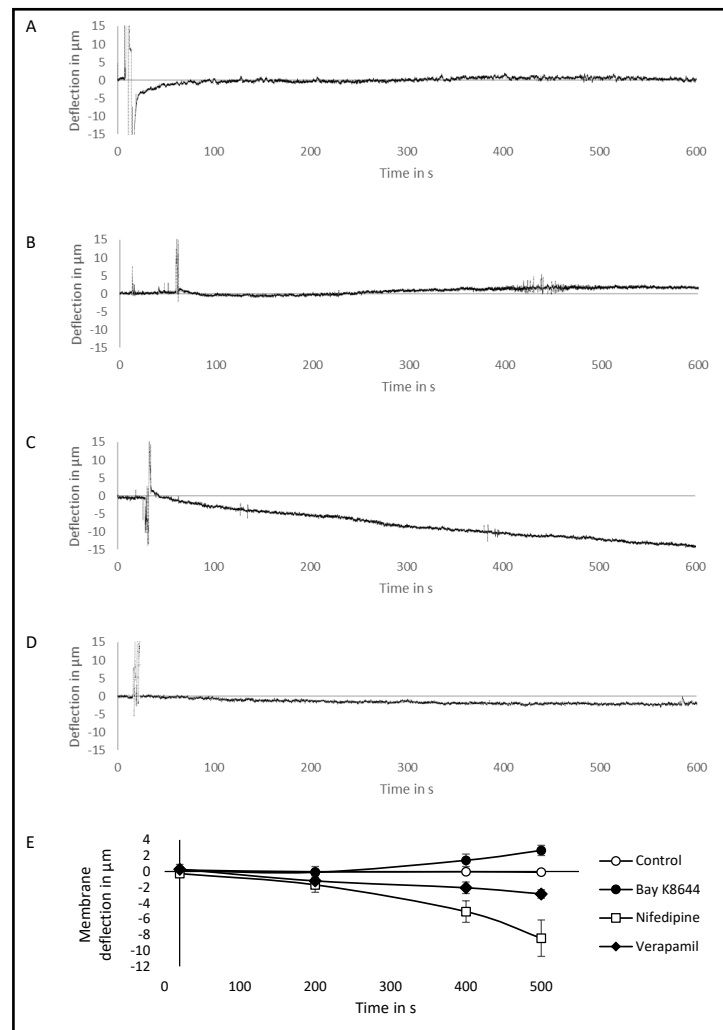 A
Deflection in µm
15
10
5
0
-5
-10
-15
0 100 200 300 400 500 600
Time in s
B
Deflection in µm
15
10
5
0
-5
-10
-15
0 100 200 300 400 500 600
Time in s
C
Deflection in µm
15
10
5
0
-5
-10
-15
0 100 200 300 400 500 600
Time in s
D
Deflection in µm
15
10
5
0
-5
-10
-15
0 100 200 300 400 500 600
Time in s
E
Membrane
deflection in µm
4
2
0
-2
-4
-6
-8
-10
-12
0 100 200 300 400 500
Time in s
Control
Bay K8644
Nifedipine
Verapamil